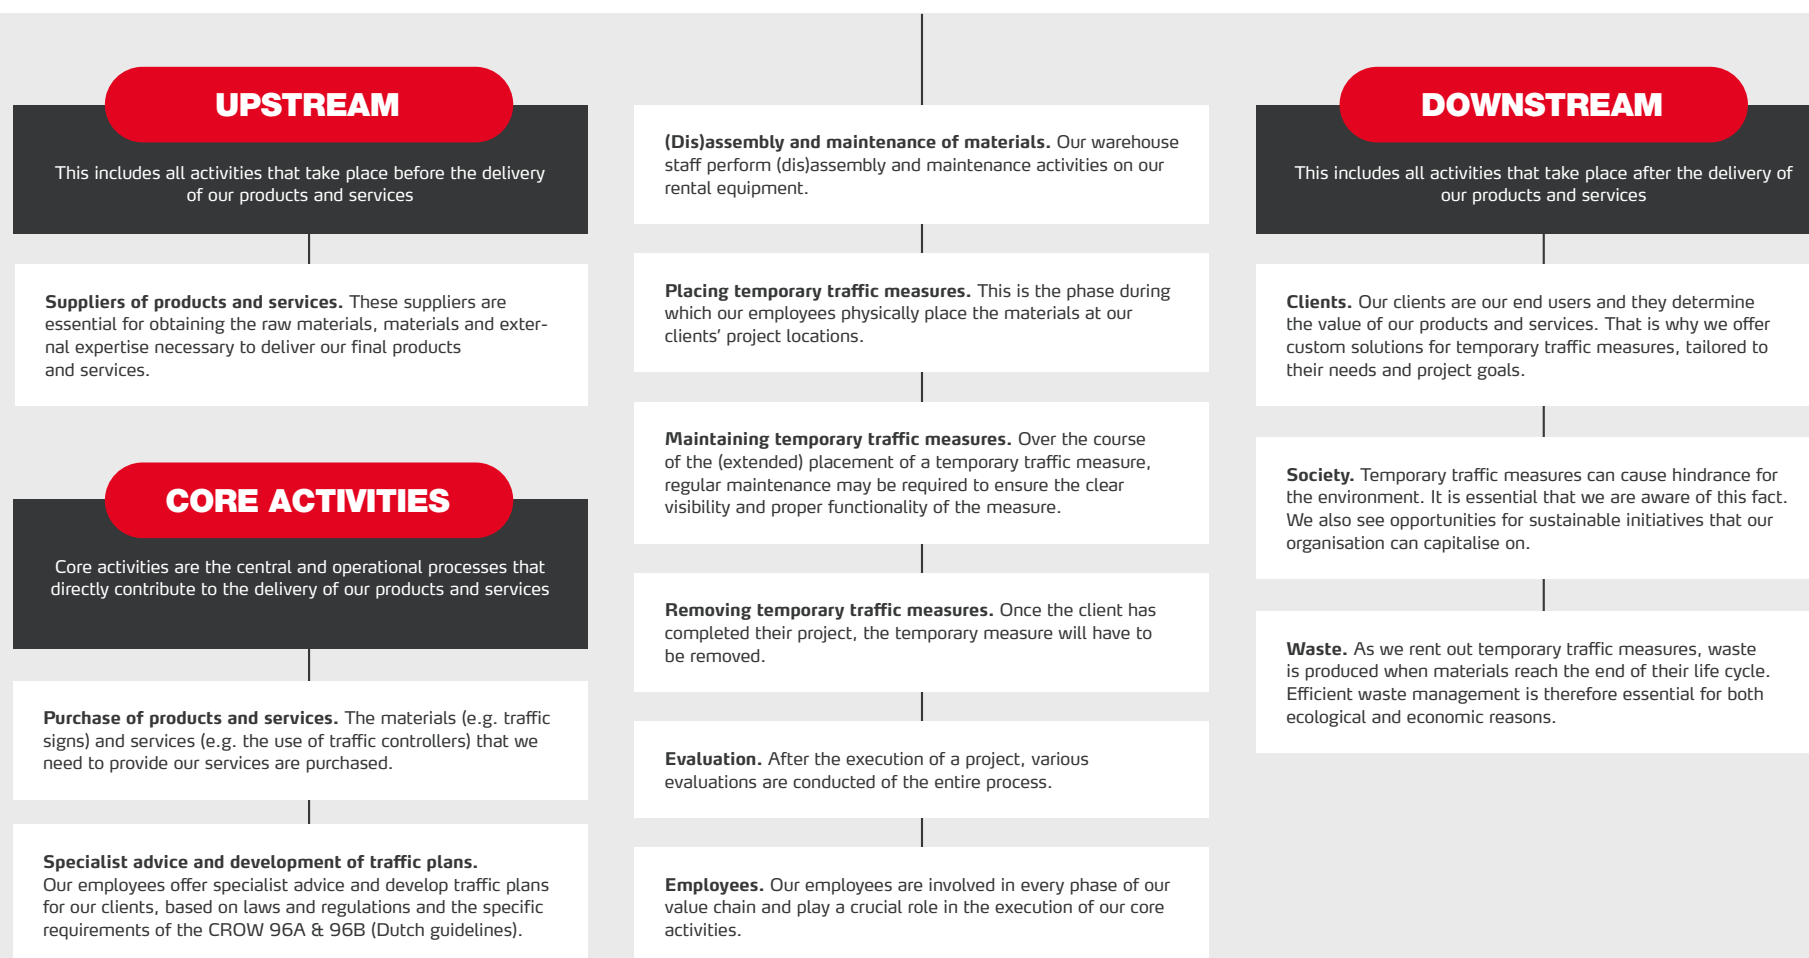 UPSTREAM
This includes all activities that take place before the delivery
of our products and services
Suppliers of products and services. These suppliers are
essential for obtaining the raw materials, materials and exter-
nal expertise necessary to deliver our final products
and services.
CORE ACTIVITIES
Core activities are the central and operational processes that
directly contribute to the delivery of our products and services
Purchase of products and services. The materials (e.g. traffic
signs) and services (e.g. the use of traffic controllers) that we
need to provide our services are purchased.
Specialist advice and development of traffic plans.
Our employees offer specialist advice and develop traffic plans
for our clients, based on laws and regulations and the specific
requirements of the CROW 96A & 96B (Dutch guidelines).
(Dis)assembly and maintenance of materials. Our warehouse
staff perform (dis)assembly and maintenance activities on our
rental equipment.
Placing temporary traffic measures. This is the phase during
which our employees physically place the materials at our
clients' project locations.
Maintaining temporary traffic measures. Over the course
of the (extended) placement of a temporary traffic measure,
regular maintenance may be required to ensure the clear
visibility and proper functionality of the measure.
Removing temporary traffic measures. Once the client has
completed their project, the temporary measure will have to
be removed.
Evaluation. After the execution of a project, various
evaluations are conducted of the entire process.
Employees. Our employees are involved in every phase of our
value chain and play a crucial role in the execution of our core
activities.
DOWNSTREAM
This includes all activities that take place after the delivery of
our products and services
Clients. Our clients are our end users and they determine
the value of our products and services. That is why we offer
custom solutions for temporary traffic measures, tailored to
their needs and project goals.
Society. Temporary traffic measures can cause hindrance for
the environment. It is essential that we are aware of this fact.
We also see opportunities for sustainable initiatives that our
organisation can capitalise on.
Waste. As we rent out temporary traffic measures, waste
is produced when materials reach the end of their life cycle.
Efficient waste management is therefore essential for both
ecological and economic reasons.